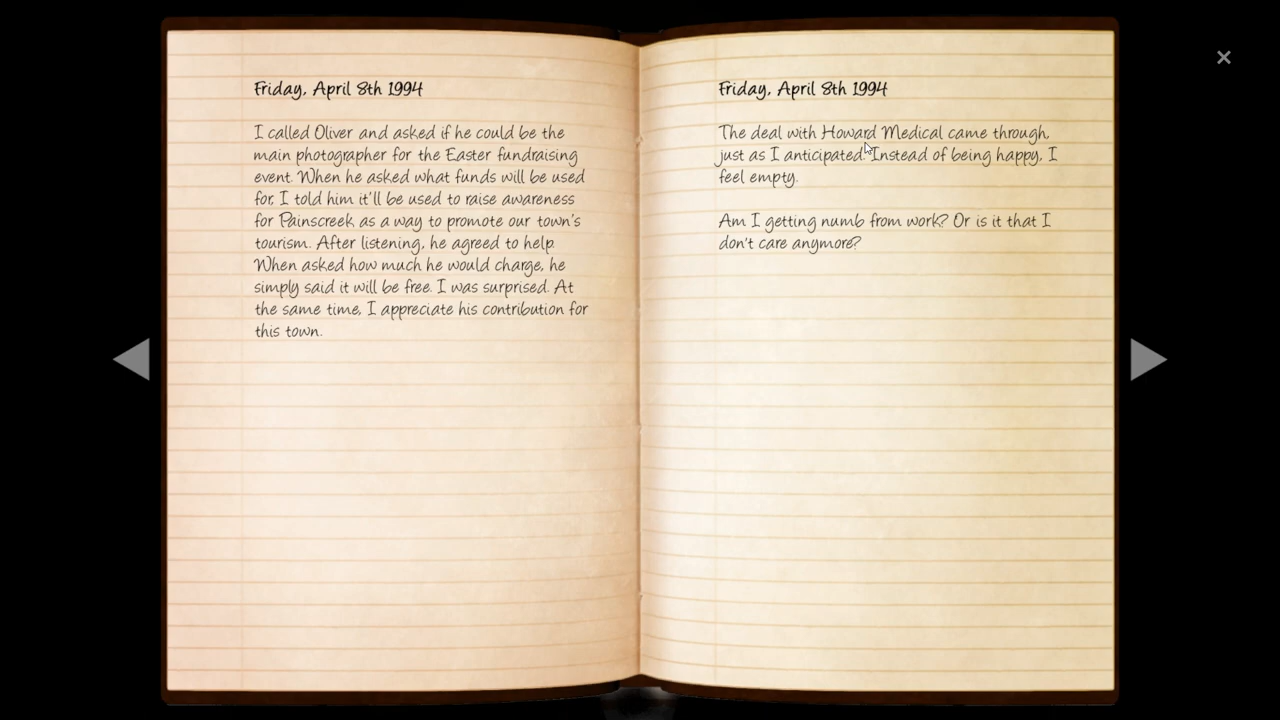 Friday, April 8th 1994
I called Oliver and asked if he could be the
main photographer for the Easter fundraising
event. When he asked what funds will be used
for, I told him it'll be used to raise awareness
for Painscreek as a way to promote our town's
tourism. After listening, he agreed to help.
When asked how much he would charge, he
simply said it will be free. I was surprised. At
the same time, I appreciate his contribution for
this town.
Friday, April 8th 1994
The deal with Howard Medical came through,
just as I anticipated. Instead of being happy, I
feel empty.
Am I getting numb from work? Or is it that I
don't care anymore?